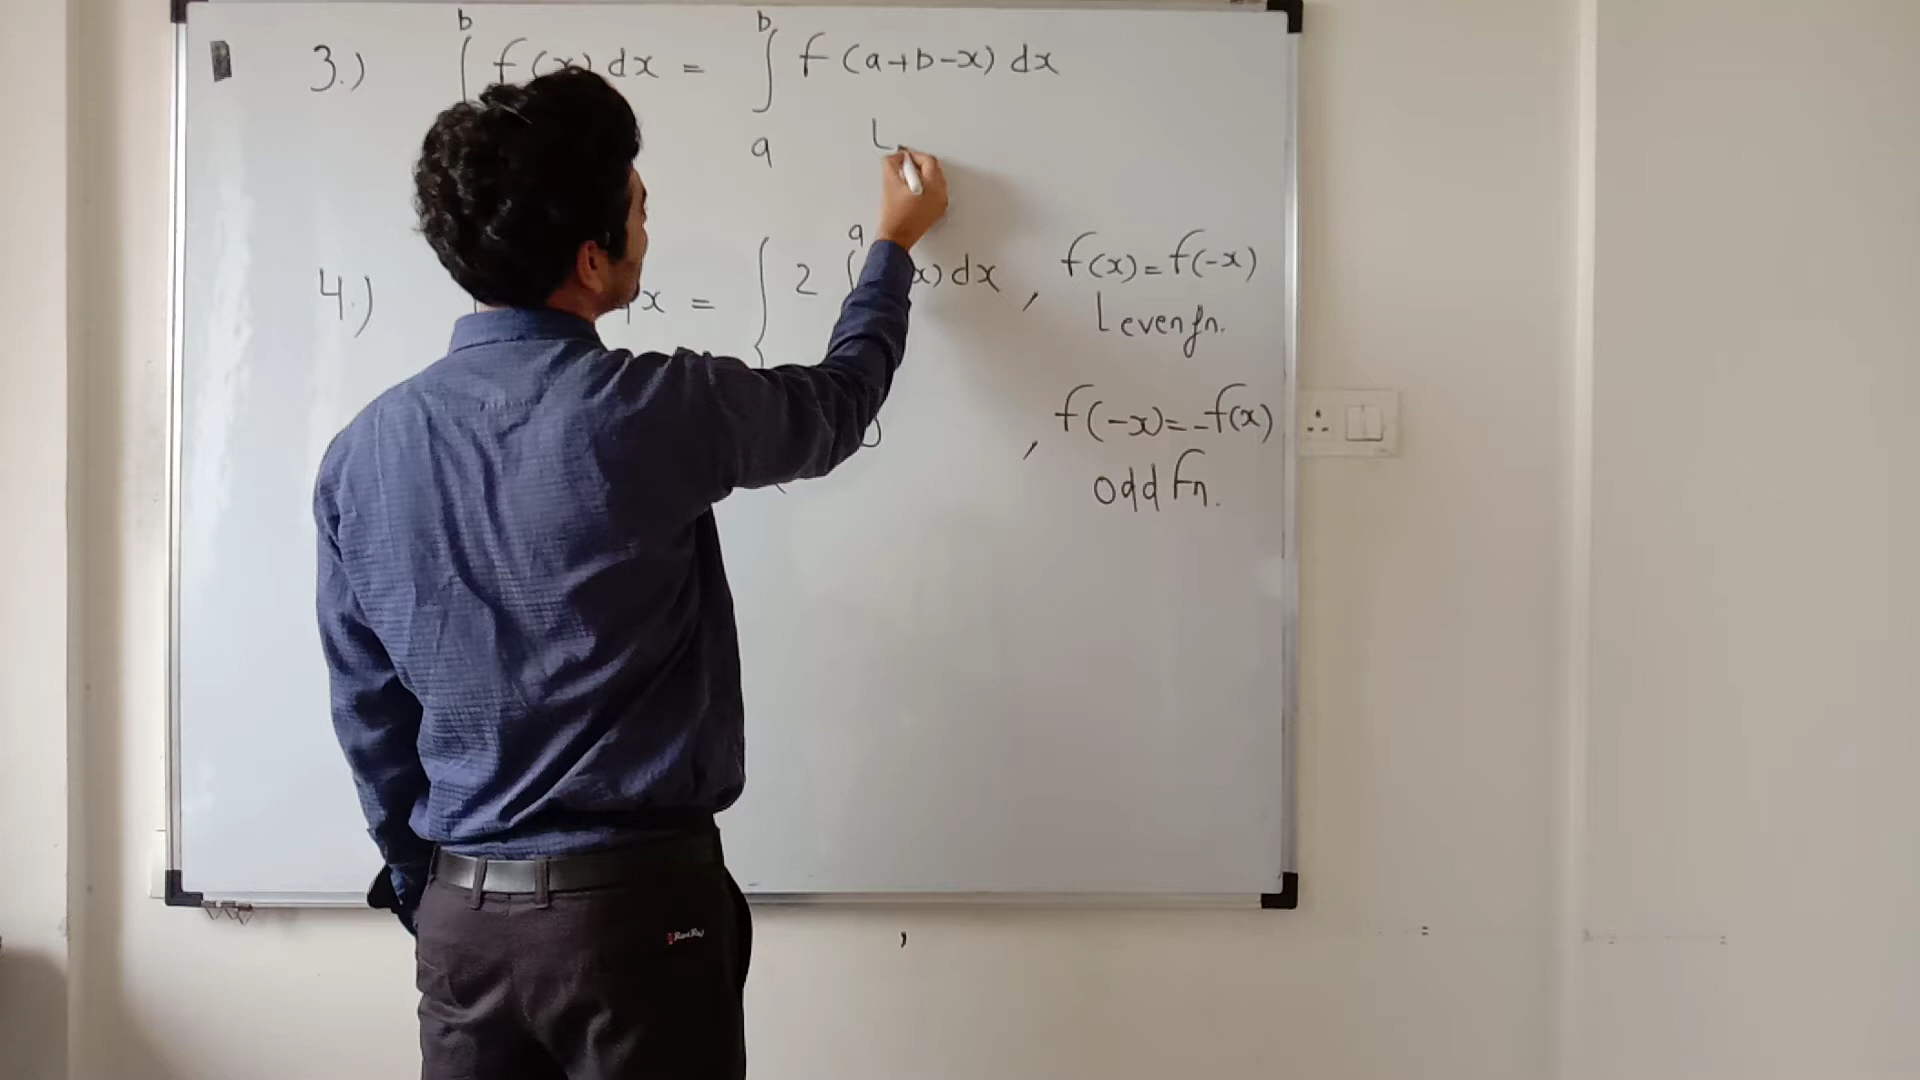 b b
3.) ∫ f(x) dx = ∫ f(a+b-x) dx
a L
a
4.) x = { 2 ∫ x) dx , f(x)=f(-x)
L even fn.
, f(-x)=-f(x)
odd Fn.